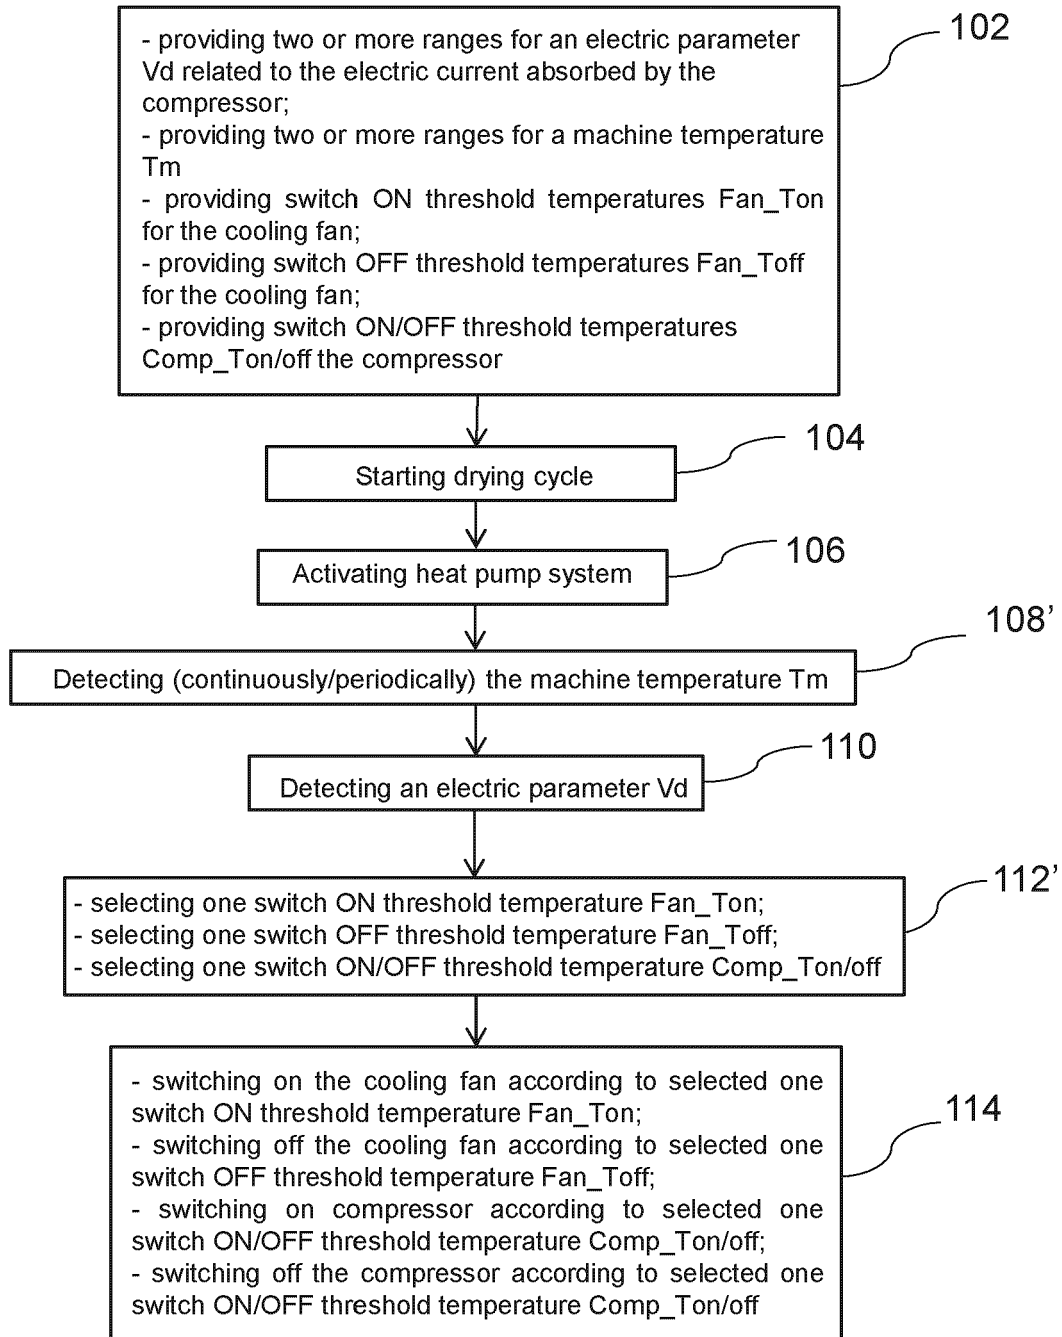 - providing two or more ranges for an electric parameter
Vd related to the electric current absorbed by the
compressor;
- providing two or more ranges for a machine temperature
Tm
- providing switch ON threshold temperatures Fan_Ton
for the cooling fan;
- providing switch OFF threshold temperatures Fan_Toff
for the cooling fan;
- providing switch ON/OFF threshold temperatures
Comp_Ton/off the compressor
102
Starting drying cycle
104
Activating heat pump system
106
Detecting (continuously/periodically) the machine temperature Tm
108’
Detecting an electric parameter Vd
110
- selecting one switch ON threshold temperature Fan_Ton;
- selecting one switch OFF threshold temperature Fan_Toff;
- selecting one switch ON/OFF threshold temperature Comp_Ton/off
112’
- switching on the cooling fan according to selected one
switch ON threshold temperature Fan_Ton;
- switching off the cooling fan according to selected one
switch OFF threshold temperature Fan_Toff;
- switching on compressor according to selected one
switch ON/OFF threshold temperature Comp_Ton/off;
- switching off the compressor according to selected one
switch ON/OFF threshold temperature Comp_Ton/off
114